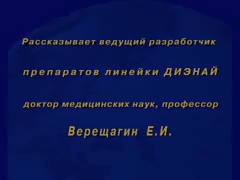 Рассказывает ведущий разработчик
препаратов линейки ДИЭНАЙ
доктор медицинских наук, профессор
Верещагин Е.И.